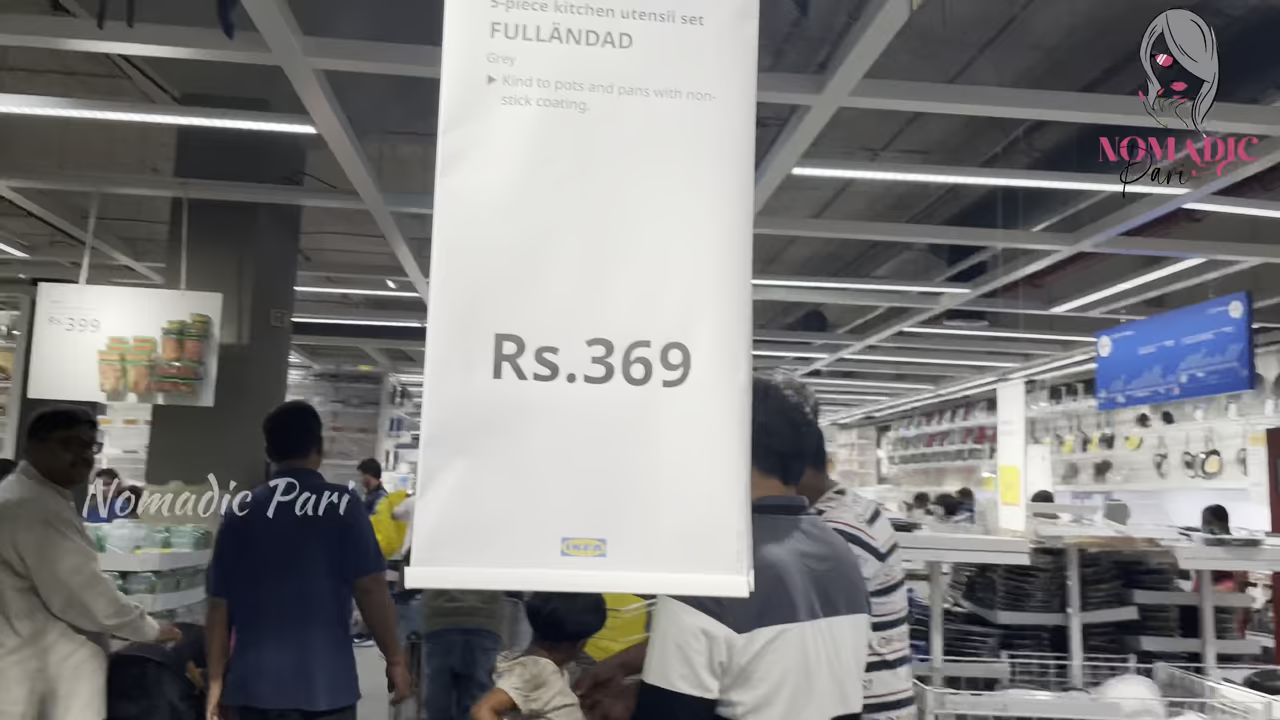 5-piece kitchen utensil set
FULLÄNDAD
Grey
▶ Kind to pots and pans with non-
stick coating.
Rs.369
IKEA
Rs.399
NOMADIC
Pari
Nomadic Pari